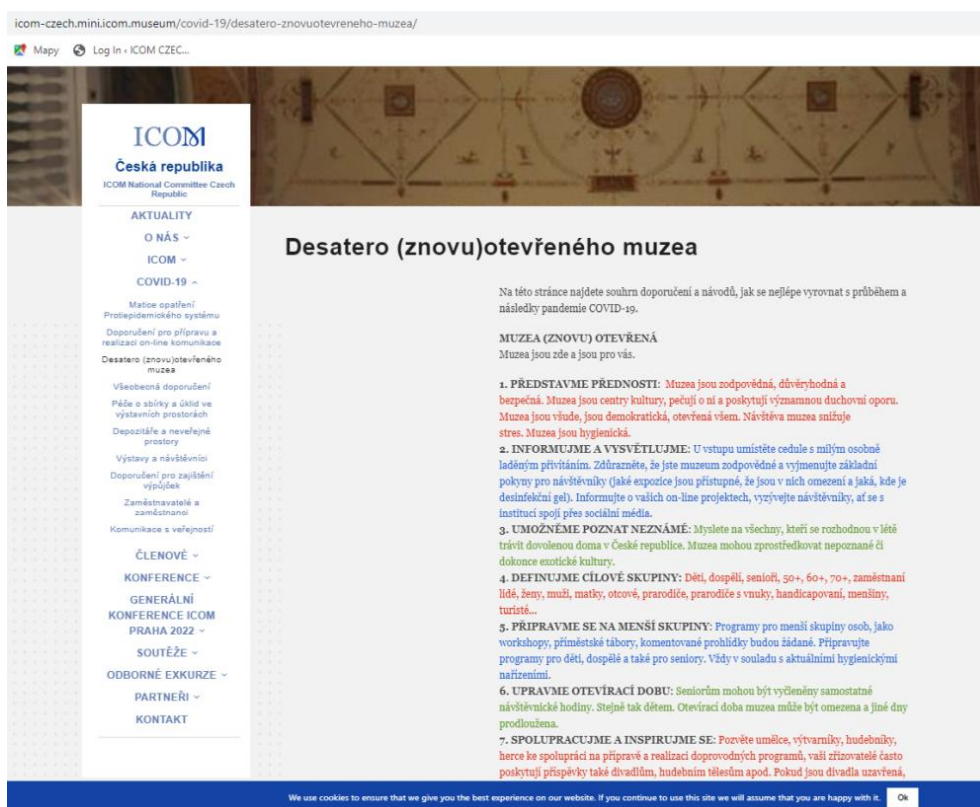 icom-czech.mini.icom.museum/covid-19/desatero-znovuotevreneho-muzea/
Mapy
Log In ‹ ICOM CZEC...
ICOM
Česká republika
ICOM National Committee Czech
Republic
AKTUALITY
O NÁS
ICOM
COVID-19
Matice opatření
Protiepidemického systému
Doporučení pro přípravu a
realizaci on-line komunikace
Desatero (znovu)otevřeného
muzea
Všeobecná doporučení
Péče o sbírky a úklid ve
výstavních prostorách
Depozitáře a neveřejné
prostory
Výstavy a návštěvníci
Doporučení pro zajištění
výpůjček
Zaměstnavatelé a
zaměstnanci
Komunikace s veřejností
ČLENOVÉ
KONFERENCE
GENERÁLNÍ
KONFERENCE ICOM
PRAHA 2022
SOUTĚŽE
ODBORNÉ EXKURZE
PARTNEŘI
KONTAKT
Desatero (znovu)otevřeného muzea
Na této stránce najdete souhrn doporučení a návodů, jak se nejlépe vyrovnat s průběhem a
následky pandemie COVID-19.
MUZEA (ZNOVU) OTEVŘENÁ
Muzea jsou zde a jsou pro vás.
1. PŘEDSTAVME PŘEDNOSTI: Muzea jsou zodpovědná, důvěryhodná a
bezpečná. Muzea jsou centry kultury, pečují o ni a poskytují významnou duchovní oporu.
Muzea jsou všude, jsou demokratická, otevřená všem. Návštěva muzea snižuje
stres. Muzea jsou hygienická.
2. INFORMUJME A VYSVĚTLUJME: U vstupu umístěte cedule s milým osobně
laděným přivítáním. Zdůrazněte, že jste muzeum zodpovědné a vyjmenujte základní
pokyny pro návštěvníky (jaké expozice jsou přístupné, že jsou v nich omezení a jaká, kde je
desinfekční gel). Informujte o vašich on-line projektech, vyzývejte návštěvníky, ať se s
institucí spojí přes sociální média.
3. UMOŽNĚME POZNAT NEZNÁMÉ: Myslete na všechny, kteří se rozhodnou v létě
trávit dovolenou doma v České republice. Muzea mohou zprostředkovat nepoznané či
dokonce exotické kultury.
4. DEFINUJME CÍLOVÉ SKUPINY: Děti, dospělí, senioři, 50+, 60+, 70+, zaměstnaní
lidé, ženy, muži, matky, otcové, prarodiče, prarodiče s vnuky, handicapovaní, menšiny,
turisté...
5. PŘIPRAVME SE NA MENŠÍ SKUPINY: Programy pro menší skupiny osob, jako
workshopy, příměstské tábory, komentované prohlídky budou žádané. Připravujte
programy pro děti, dospělé a také pro seniory. Vždy v souladu s aktuálními hygienickými
nařízeními.
6. UPRAVME OTEVÍRACÍ DOBU: Seniorům mohou být vyčleněny samostatné
návštěvnické hodiny. Stejně tak dětem. Otevírací doba muzea může být omezena a jiné dny
prodloužena.
7. SPOLUPRACUJME A INSPIRUJME SE: Pozvěte umělce, výtvarníky, hudebníky,
herce ke spolupráci na přípravě a realizaci doprovodných programů, vaši zřizovatelé často
poskytují příspěvky také divadlům, hudebním tělesům apod. Pokud jsou divadla uzavřená,
We use cookies to ensure that we give you the best experience on our website. If you continue to use this site we will assume that you are happy with it.
Ok